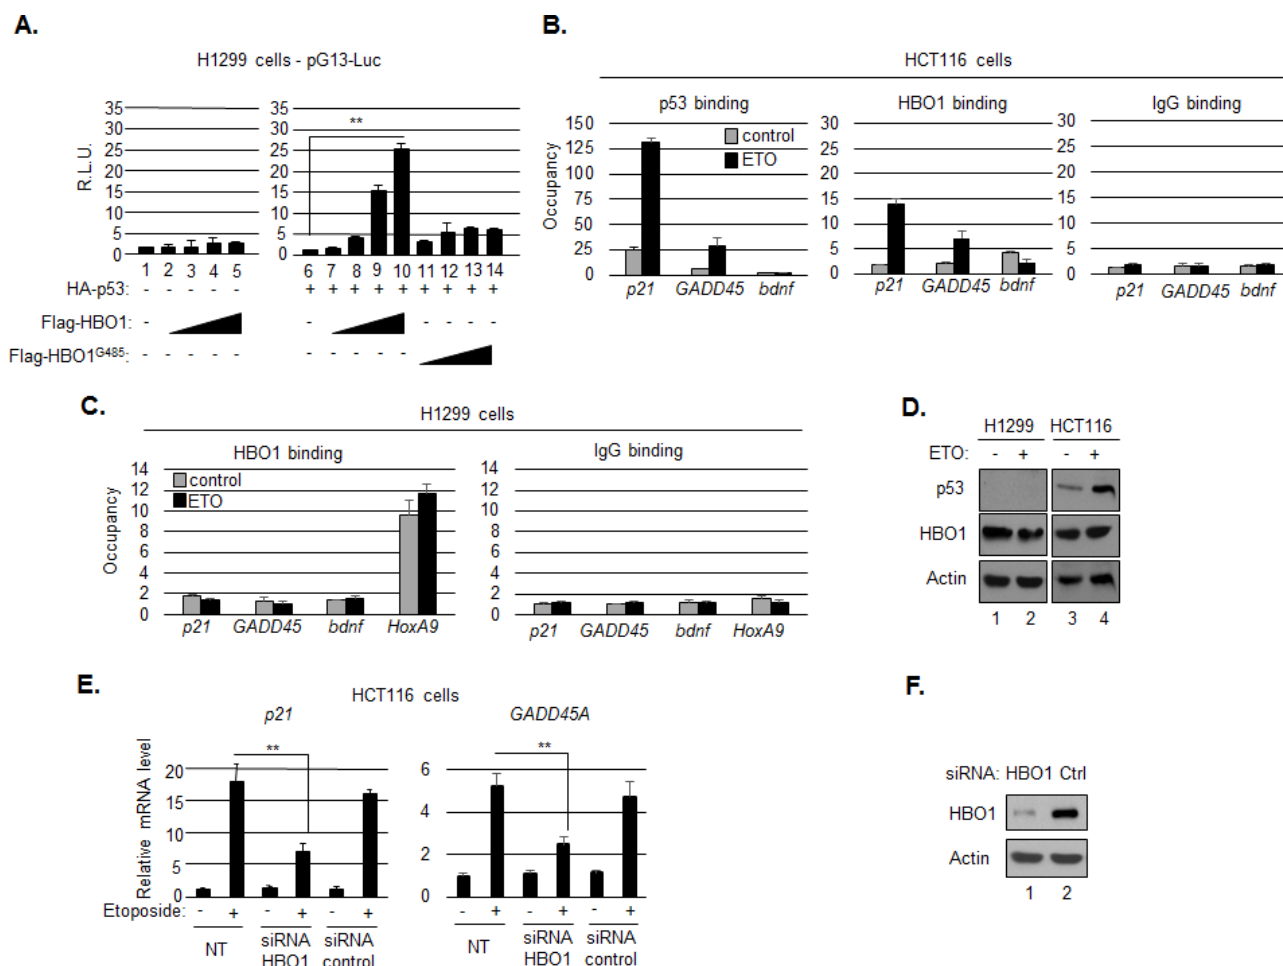 A.
H1299 cells - pG13-Luc
R.L.U.
35
30
25
20
15
10
5
0
35
30
25
20
15
10
5
0
**
1 2 3 4 5 6 7 8 9 10 11 12 13 14
HA-p53: - - - - - + + + + + + + + +
Flag-HBO1: - - - - - - -
Flag-HBO1G485: - - - - - - - - - -
B.
HCT116 cells
p53 binding HBO1 binding IgG binding
Occupancy
150
125
100
75
50
25
0
control
ETO
p21 GADD45 bdnf
30
25
20
15
10
5
0
p21 GADD45 bdnf
30
25
20
15
10
5
0
p21 GADD45 bdnf
C.
H1299 cells
HBO1 binding IgG binding
Occupancy
14
12
10
8
6
4
2
0
control
ETO
p21 GADD45 bdnf HoxA9
14
12
10
8
6
4
2
0
p21 GADD45 bdnf HoxA9
D.
H1299 HCT116
ETO: - + - +
p53
HBO1
Actin
1 2 3 4
E.
HCT116 cells
p21 GADD45A
Relative mRNA level
20
15
10
5
0
**
6
4
2
0
**
Etoposide: - + - + - + - + - + - +
NT siRNA HBO1 siRNA control NT siRNA HBO1 siRNA control
F.
siRNA: HBO1 Ctrl
HBO1
Actin
1 2